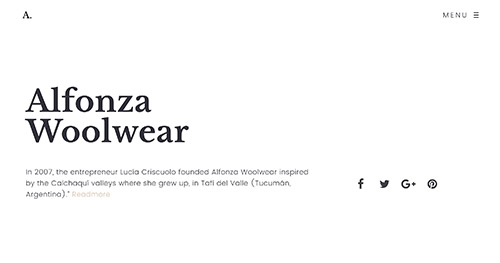 A.
MENU
Alfonza
Woolwear
In 2007, the entrepreneur Lucía Criscuolo founded Alfonza Woolwear inspired
by the Calchaquí valleys where she grew up, in Tafí del Valle (Tucumán,
Argentina)." Readmore